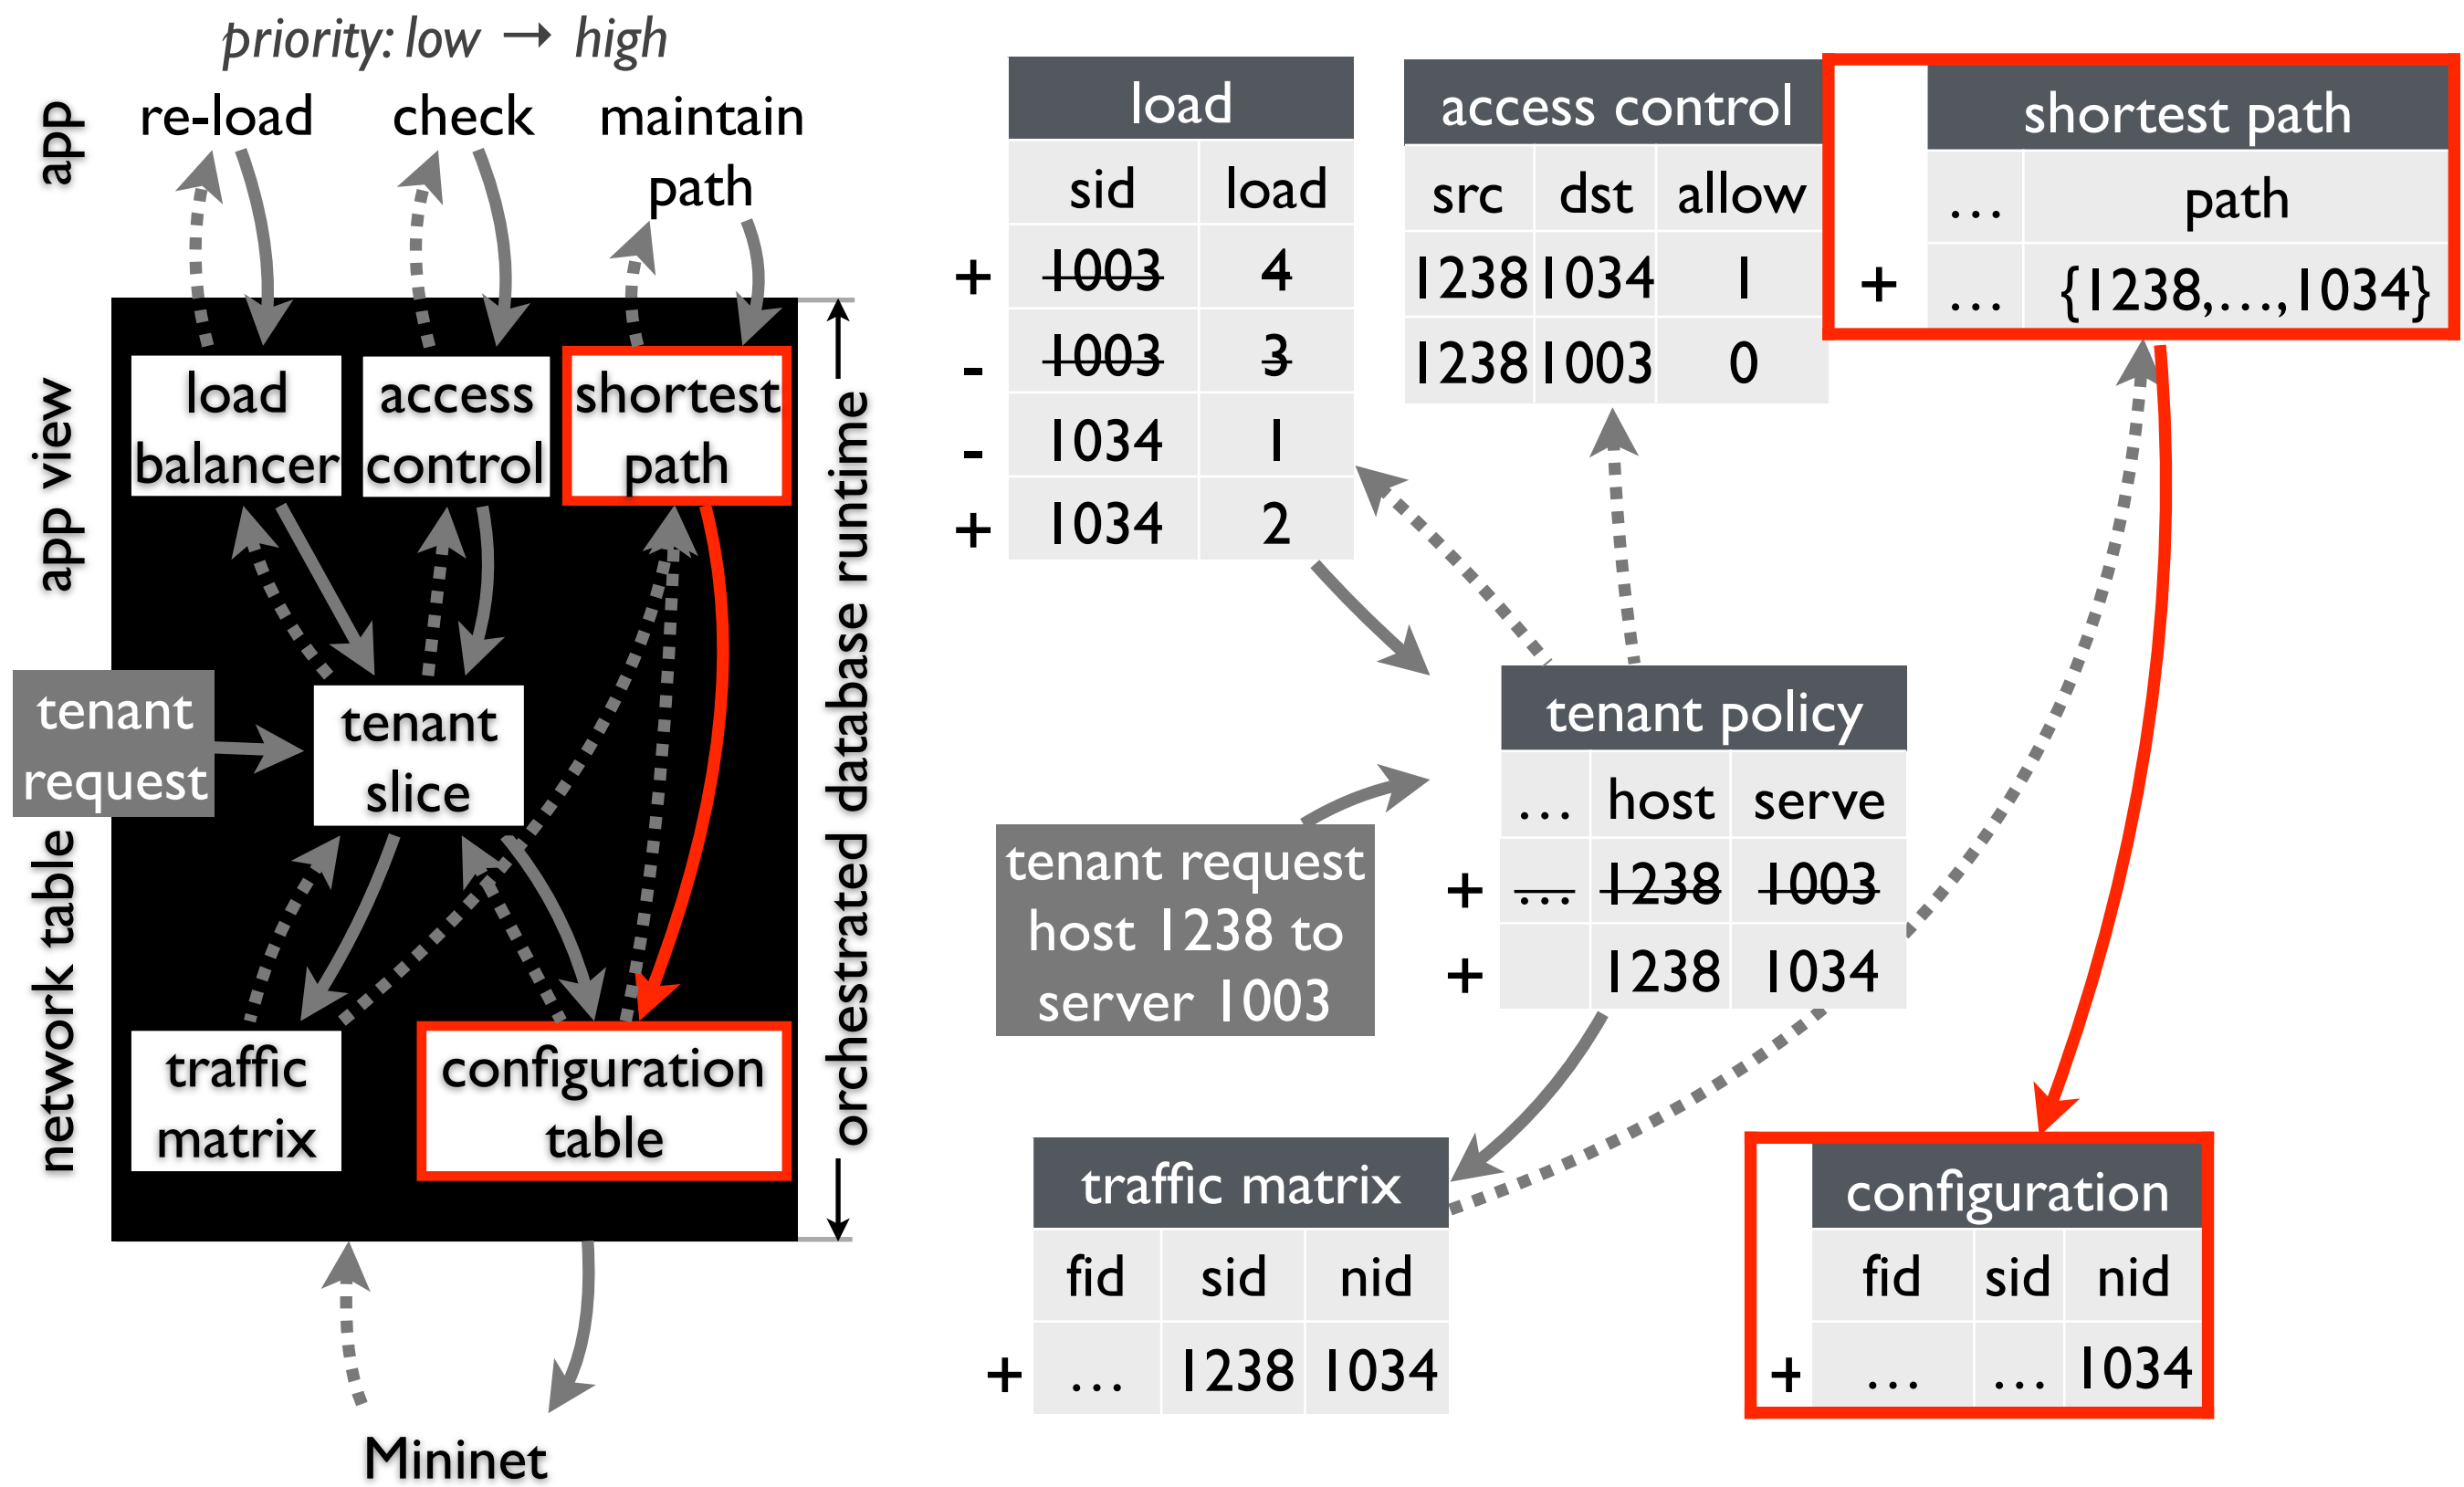 priority: low → high
app
re-load check maintain
path
app view
load
balancer
access
control
shortest
path
orchestrated database runtime
tenant
request
tenant
slice
network table
traffic
matrix
configuration
table
Mininet
load
sid load
+ 1003 4
- 1003 3
- 1034 1
+ 1034 2
access control
src dst allow
1238 1034 1
1238 1003 0
shortest path
... path
+ ... {1238,...,1034}
tenant policy
... host serve
+ ... 1238 1003
+ 1238 1034
tenant request
host 1238 to
server 1003
traffic matrix
fid sid nid
+ ... 1238 1034
configuration
fid sid nid
+ ... ... 1034